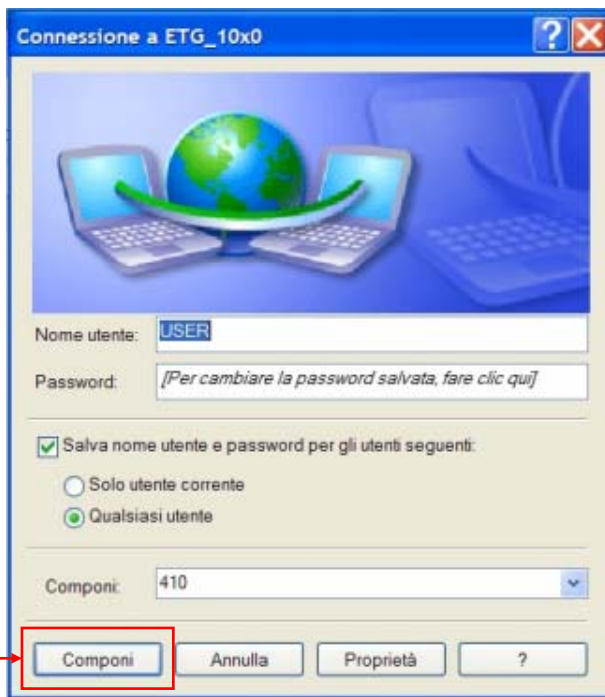 Connessione a ETG_10x0
Nome utente: USER
Password: [Per cambiare la password salvata, fare clic qui]
Salva nome utente e password per gli utenti seguenti:
Solo utente corrente
Qualsiasi utente
Componi: 410
Componi Annulla Proprietà ?